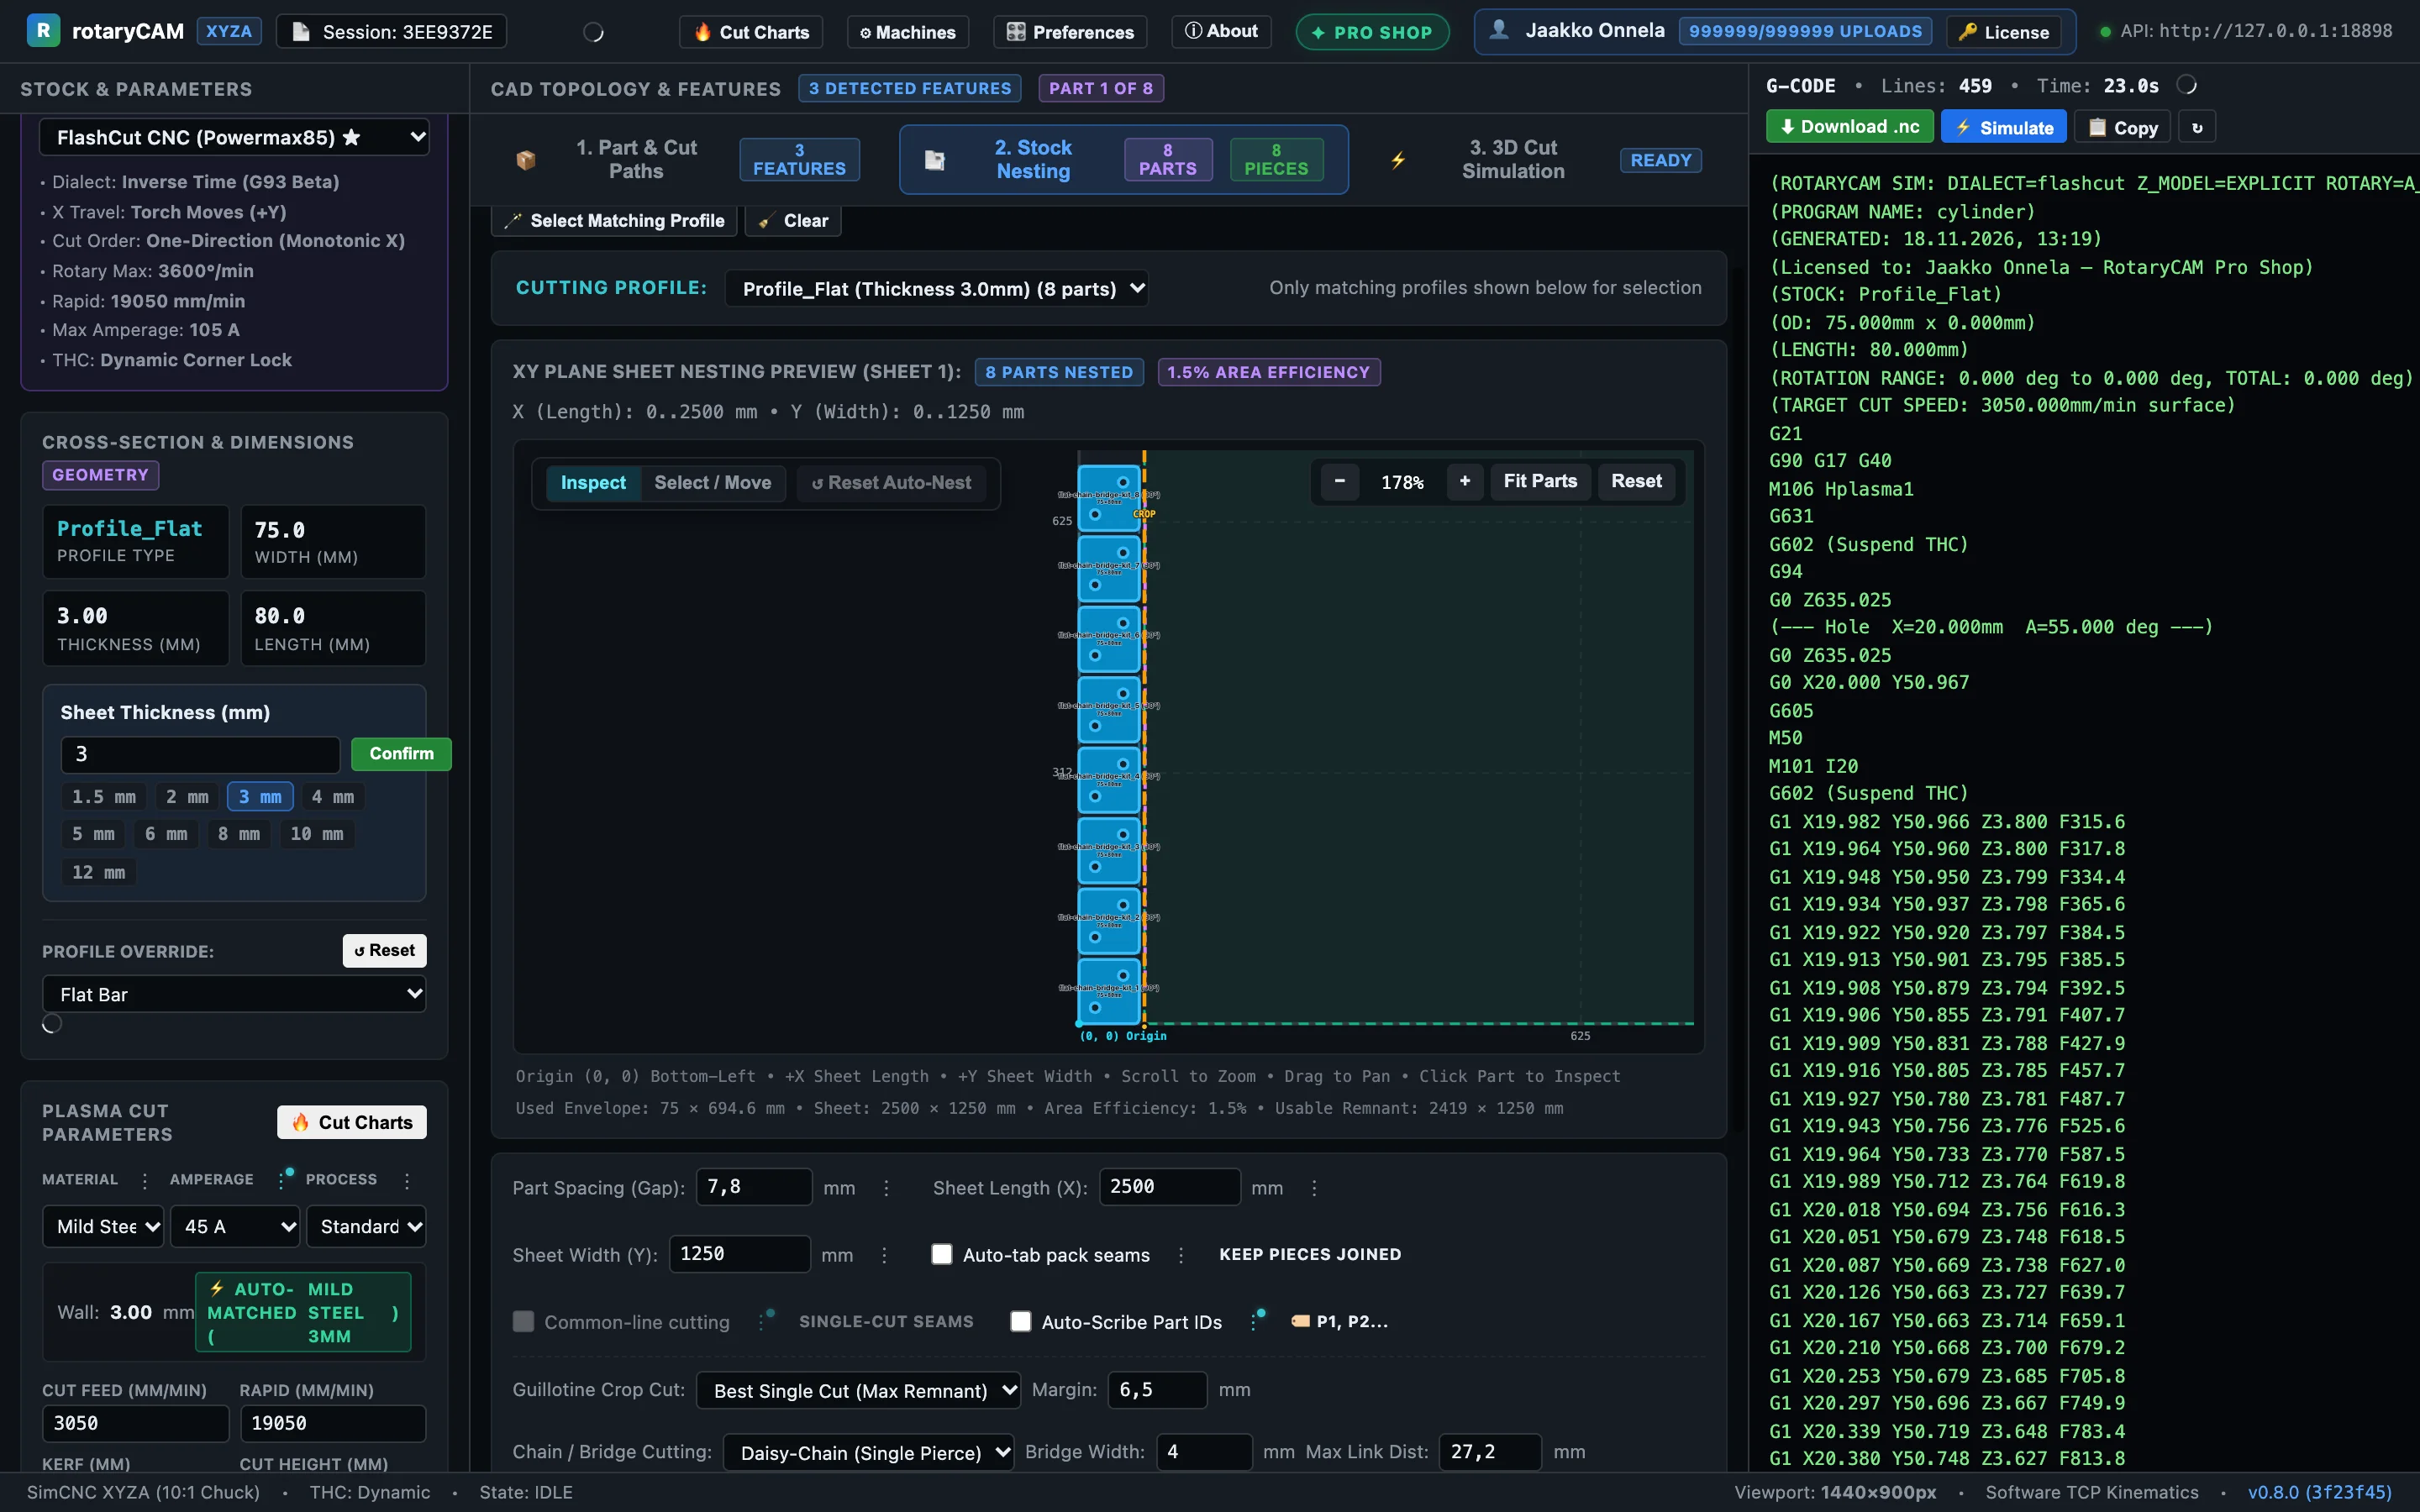 R rotaryCAM XYZA Session: 3EE9372E Cut Charts Machines Preferences About PRO SHOP Jaakko Onnela 999999/999999 UPLOADS License API: http://127.0.0.1:18898
STOCK & PARAMETERS
FlashCut CNC (Powermax85) ★
• Dialect: Inverse Time (G93 Beta)
• X Travel: Torch Moves (+Y)
• Cut Order: One-Direction (Monotonic X)
• Rotary Max: 3600°/min
• Rapid: 19050 mm/min
• Max Amperage: 105 A
• THC: Dynamic Corner Lock
CROSS-SECTION & DIMENSIONS
GEOMETRY
Profile_Flat
PROFILE TYPE
75.0
WIDTH (MM)
3.00
THICKNESS (MM)
80.0
LENGTH (MM)
Sheet Thickness (mm)
3 Confirm
1.5 mm 2 mm 3 mm 4 mm
5 mm 6 mm 8 mm 10 mm
12 mm
PROFILE OVERRIDE: ↺ Reset
Flat Bar
PLASMA CUT
PARAMETERS
Cut Charts
MATERIAL ⋮ AMPERAGE ⋮ PROCESS ⋮
Mild Stee 45 A Standard
Wall: 3.00 mm
⚡ AUTO-MATCHED ( MILD STEEL 3MM )
CUT FEED (MM/MIN) RAPID (MM/MIN)
3050 19050
KERF (MM) CUT HEIGHT (MM)
CAD TOPOLOGY & FEATURES 3 DETECTED FEATURES PART 1 OF 8
1. Part & Cut Paths 3 FEATURES
2. Stock Nesting 8 PARTS 8 PIECES
3. 3D Cut Simulation READY
Select Matching Profile Clear
CUTTING PROFILE: Profile_Flat (Thickness 3.0mm) (8 parts) Only matching profiles shown below for selection
XY PLANE SHEET NESTING PREVIEW (SHEET 1): 8 PARTS NESTED 1.5% AREA EFFICIENCY
X (Length): 0..2500 mm • Y (Width): 0..1250 mm
Inspect Select / Move ↺ Reset Auto-Nest
− 178% + Fit Parts Reset
CROP
625
312
(0, 0) Origin
625
Origin (0, 0) Bottom-Left • +X Sheet Length • +Y Sheet Width • Scroll to Zoom • Drag to Pan • Click Part to Inspect
Used Envelope: 75 × 694.6 mm • Sheet: 2500 × 1250 mm • Area Efficiency: 1.5% • Usable Remnant: 2419 × 1250 mm
Part Spacing (Gap): 7,8 mm ⋮ Sheet Length (X): 2500 mm ⋮
Sheet Width (Y): 1250 mm ⋮ Auto-tab pack seams ⋮ KEEP PIECES JOINED
Common-line cutting ⋮ SINGLE-CUT SEAMS Auto-Scribe Part IDs ⋮ P1, P2...
Guillotine Crop Cut: Best Single Cut (Max Remnant) Margin: 6,5 mm
Chain / Bridge Cutting: Daisy-Chain (Single Pierce) Bridge Width: 4 mm Max Link Dist: 27,2 mm
G-CODE • Lines: 459 • Time: 23.0s
Download .nc Simulate Copy ↻
(ROTARYCAM SIM: DIALECT=flashcut Z_MODEL=EXPLICIT ROTARY=A_
(PROGRAM NAME: cylinder)
(GENERATED: 18.11.2026, 13:19)
(Licensed to: Jaakko Onnela — RotaryCAM Pro Shop)
(STOCK: Profile_Flat)
(OD: 75.000mm x 0.000mm)
(LENGTH: 80.000mm)
(ROTATION RANGE: 0.000 deg to 0.000 deg, TOTAL: 0.000 deg)
(TARGET CUT SPEED: 3050.000mm/min surface)
G21
G90 G17 G40
M106 Hplasma1
G631
G602 (Suspend THC)
G94
G0 Z635.025
(--- Hole X=20.000mm A=55.000 deg ---)
G0 Z635.025
G0 X20.000 Y50.967
G605
M50
M101 I20
G602 (Suspend THC)
G1 X19.982 Y50.966 Z3.800 F315.6
G1 X19.964 Y50.960 Z3.800 F317.8
G1 X19.948 Y50.950 Z3.799 F334.4
G1 X19.934 Y50.937 Z3.798 F365.6
G1 X19.922 Y50.920 Z3.797 F384.5
G1 X19.913 Y50.901 Z3.795 F385.5
G1 X19.908 Y50.879 Z3.794 F392.5
G1 X19.906 Y50.855 Z3.791 F407.7
G1 X19.909 Y50.831 Z3.788 F427.9
G1 X19.916 Y50.805 Z3.785 F457.7
G1 X19.927 Y50.780 Z3.781 F487.7
G1 X19.943 Y50.756 Z3.776 F525.6
G1 X19.964 Y50.733 Z3.770 F587.5
G1 X19.989 Y50.712 Z3.764 F619.8
G1 X20.018 Y50.694 Z3.756 F616.3
G1 X20.051 Y50.679 Z3.748 F618.5
G1 X20.087 Y50.669 Z3.738 F627.0
G1 X20.126 Y50.663 Z3.727 F639.7
G1 X20.167 Y50.663 Z3.714 F659.1
G1 X20.210 Y50.668 Z3.700 F679.2
G1 X20.253 Y50.679 Z3.685 F705.8
G1 X20.297 Y50.696 Z3.667 F749.9
G1 X20.339 Y50.719 Z3.648 F783.4
G1 X20.380 Y50.748 Z3.627 F813.8
SimCNC XYZA (10:1 Chuck) • THC: Dynamic • State: IDLE
Viewport: 1440×900px • Software TCP Kinematics • v0.8.0 (3f23f45)